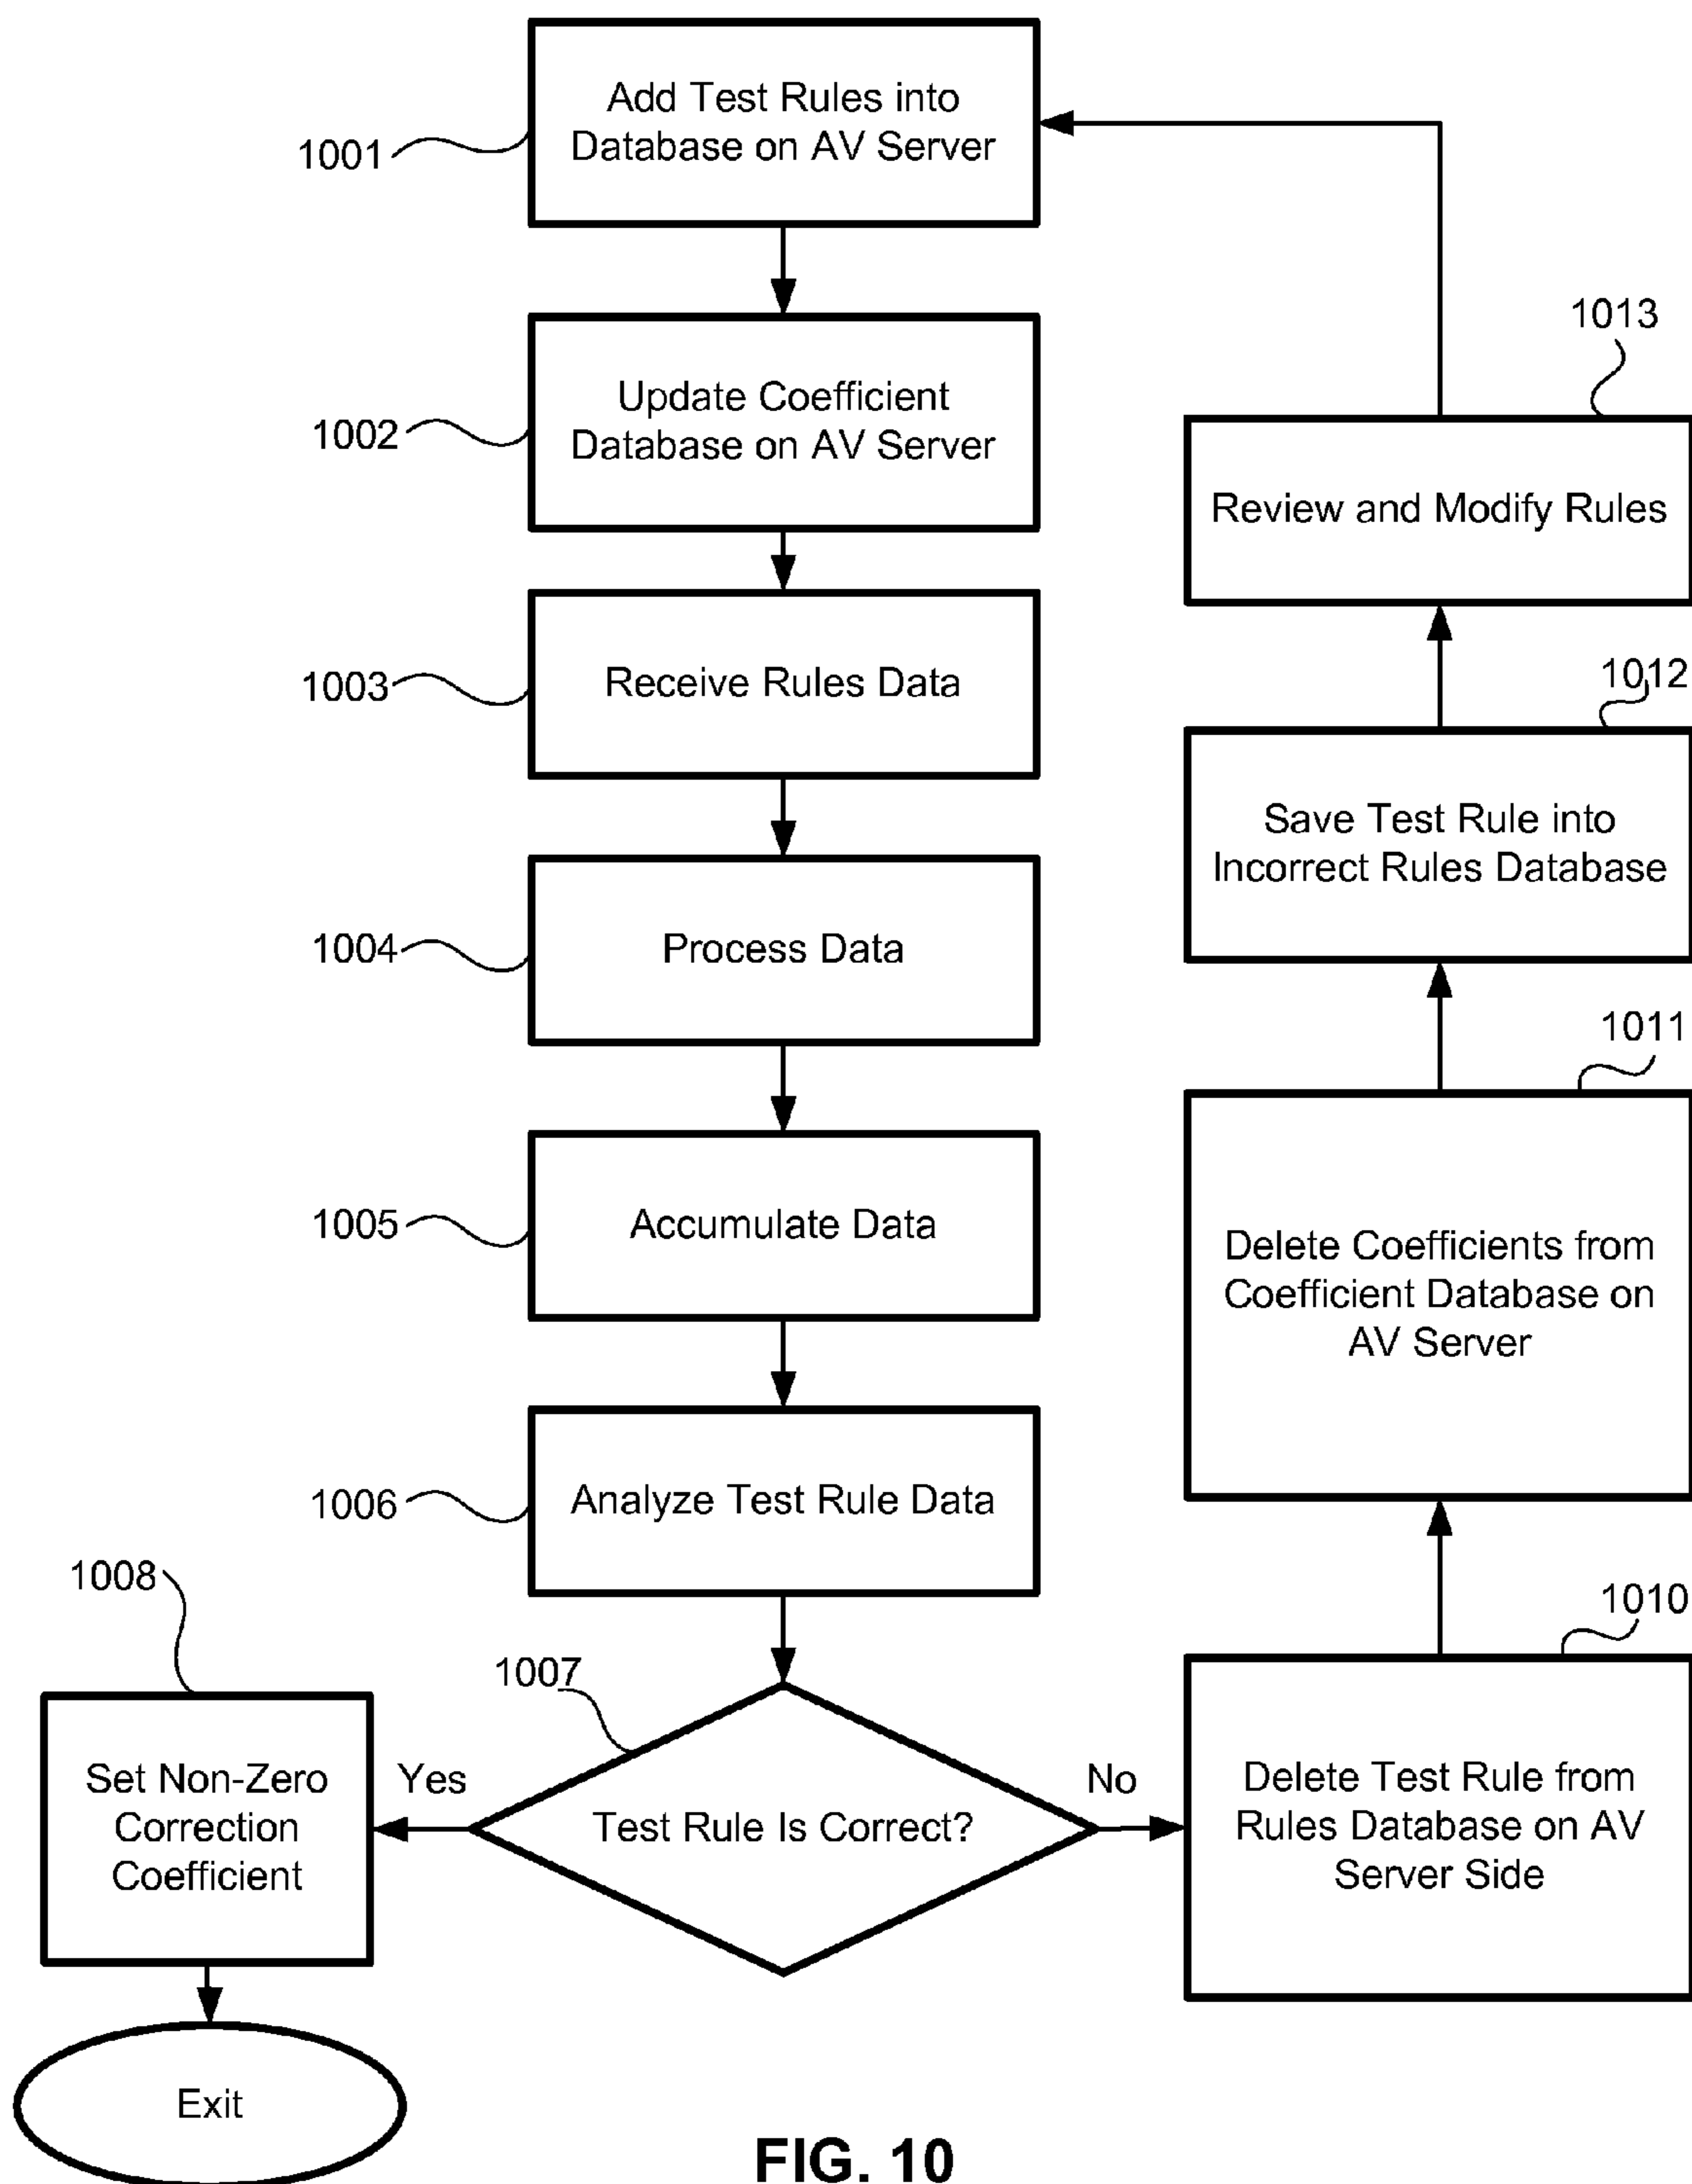 Add Test Rules into
Database on AV Server
1001
Update Coefficient
Database on AV Server
1002
Receive Rules Data
1003
Process Data
1004
Accumulate Data
1005
Analyze Test Rule Data
1006
1007
Test Rule Is Correct?
Yes
No
1008
Set Non-Zero
Correction
Coefficient
Exit
1010
Delete Test Rule from
Rules Database on AV
Server Side
1011
Delete Coefficients from
Coefficient Database on
AV Server
1012
Save Test Rule into
Incorrect Rules Database
1013
Review and Modify Rules
FIG. 10